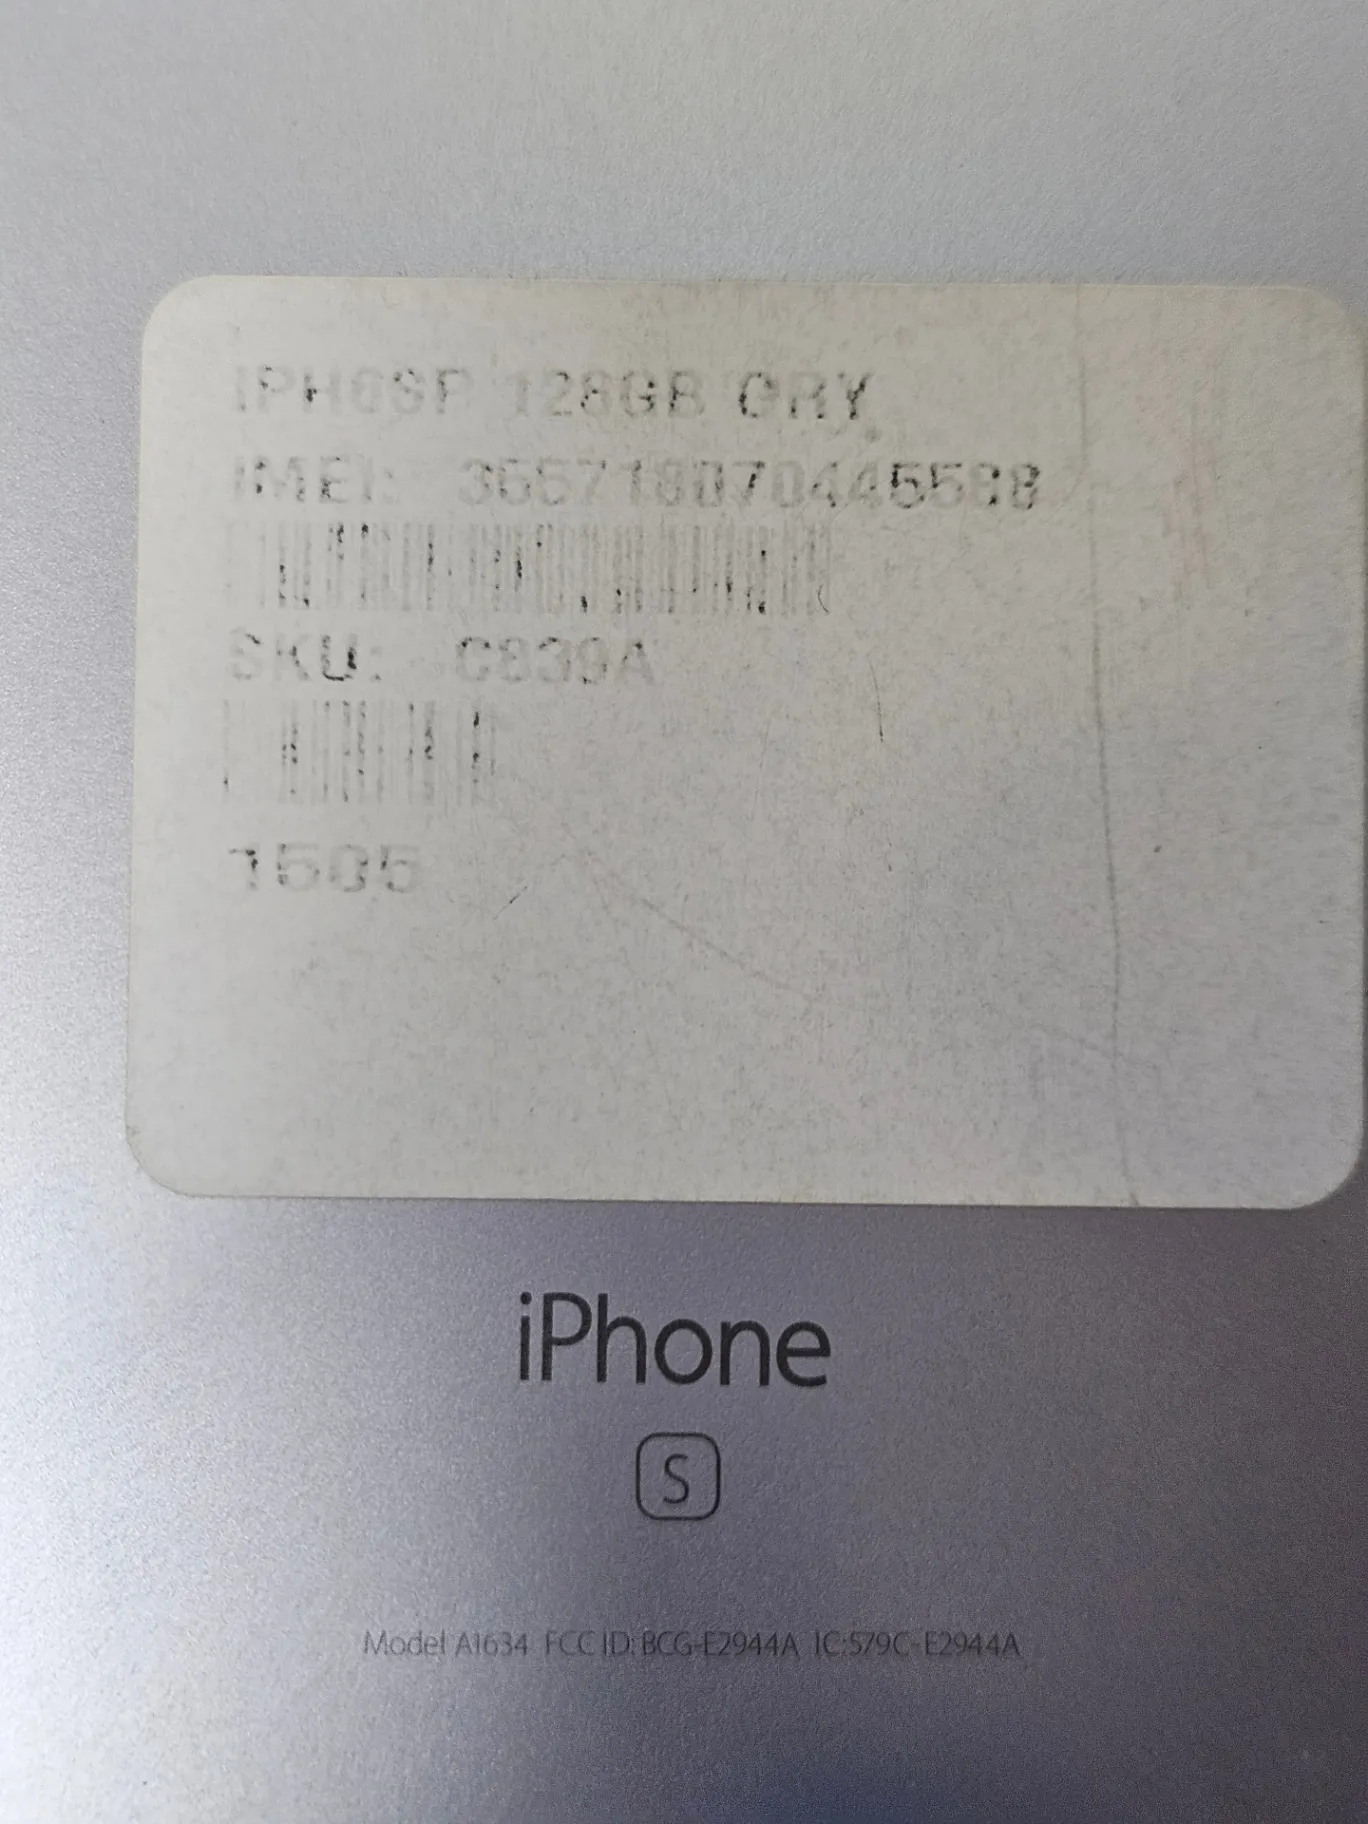 IPH6SP 128GB GRY
IMEI: 355718070445588
SKU: C839A
1505
iPhone
S
Model A1634 FCC ID: BCG-E2944A IC: 579C-E2944A